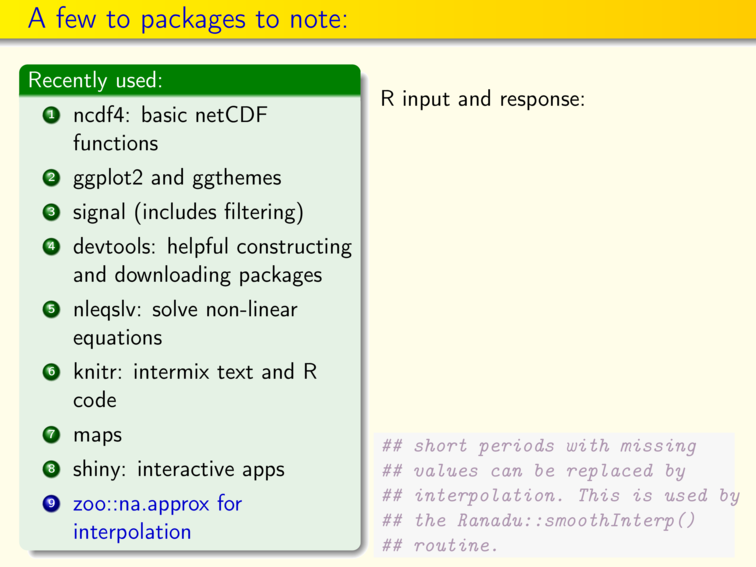 A few to packages to note:
Recently used:
1 ncdf4: basic netCDF
functions
2 ggplot2 and ggthemes
3 signal (includes filtering)
4 devtools: helpful constructing
and downloading packages
5 nleqslv: solve non-linear
equations
6 knitr: intermix text and R
code
7 maps
8 shiny: interactive apps
9 zoo::na.approx for
interpolation
R input and response:
## short periods with missing
## values can be replaced by
## interpolation. This is used by
## the Ranadu::smoothInterp()
## routine.